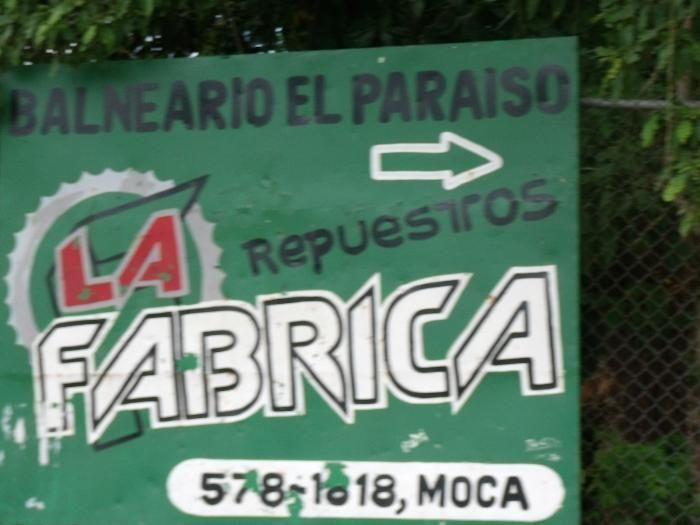 BALNEARIO EL PARAISO
Repuestos
LA
FABRICA
578-1818, MOCA